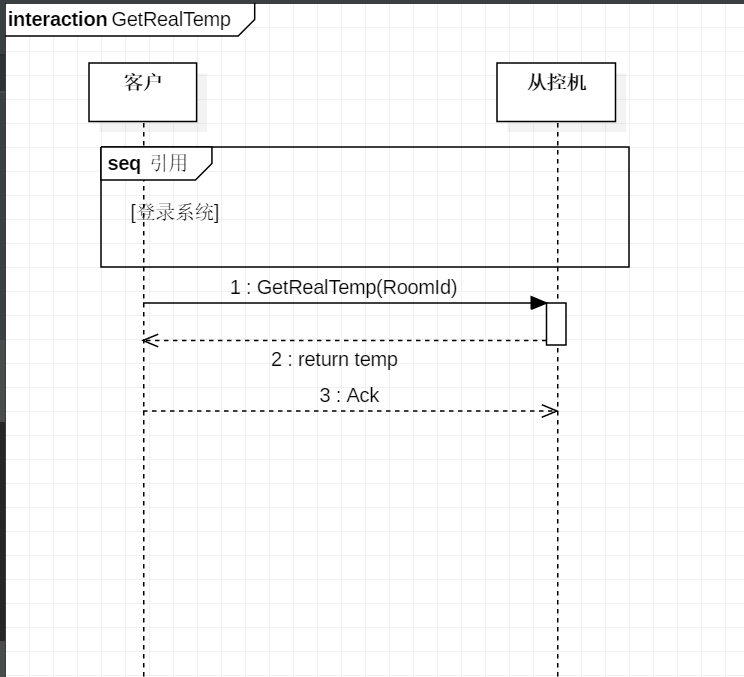 interaction GetRealTemp
客户
从控机
seq 引用
[登录系统]
1 : GetRealTemp(RoomId)
2 : return temp
3 : Ack